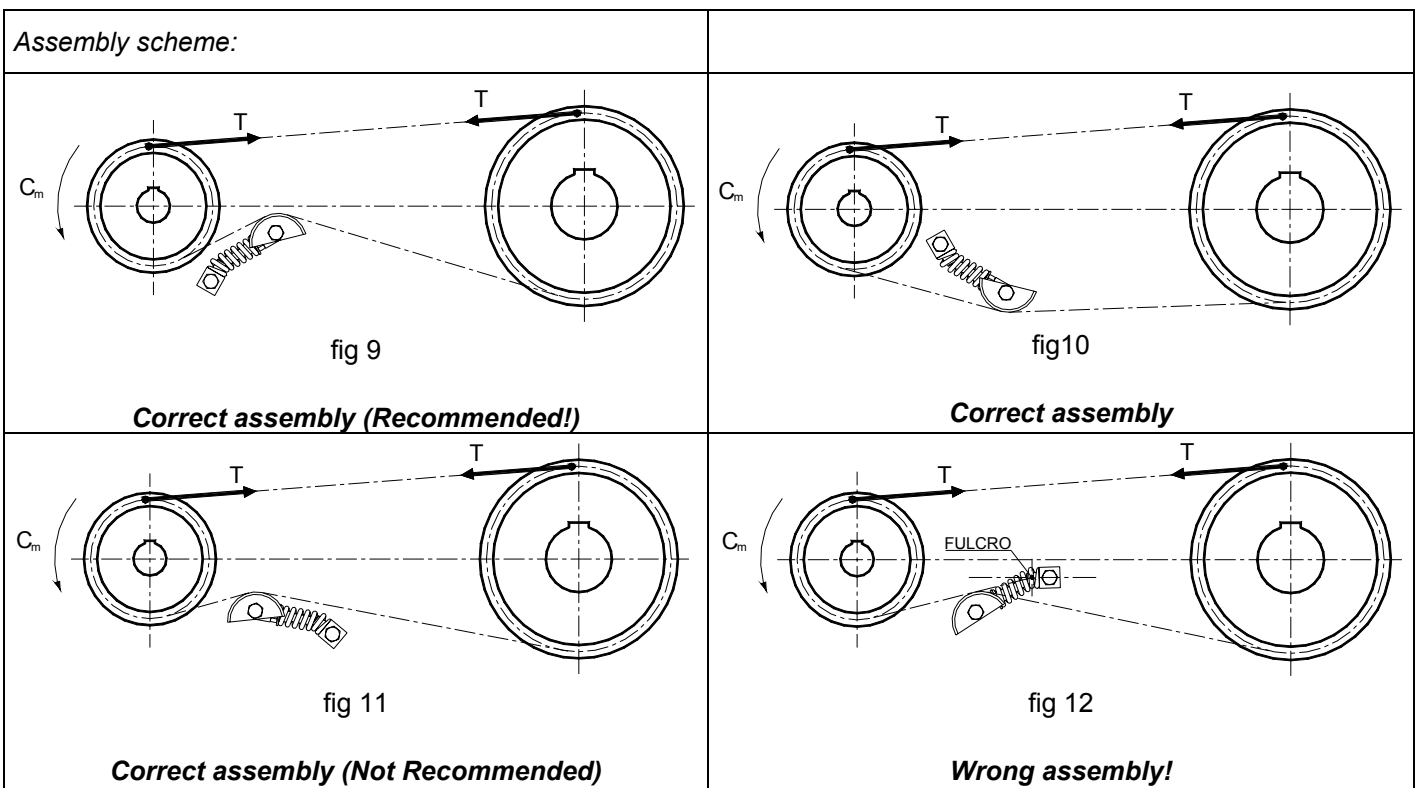 Assembly scheme:
T
T
Cm
fig 9
Correct assembly (Recommended!)
T
T
Cm
fig10
Correct assembly
T
T
Cm
fig 11
Correct assembly (Not Recommended)
T
T
Cm
FULCRO
fig 12
Wrong assembly!